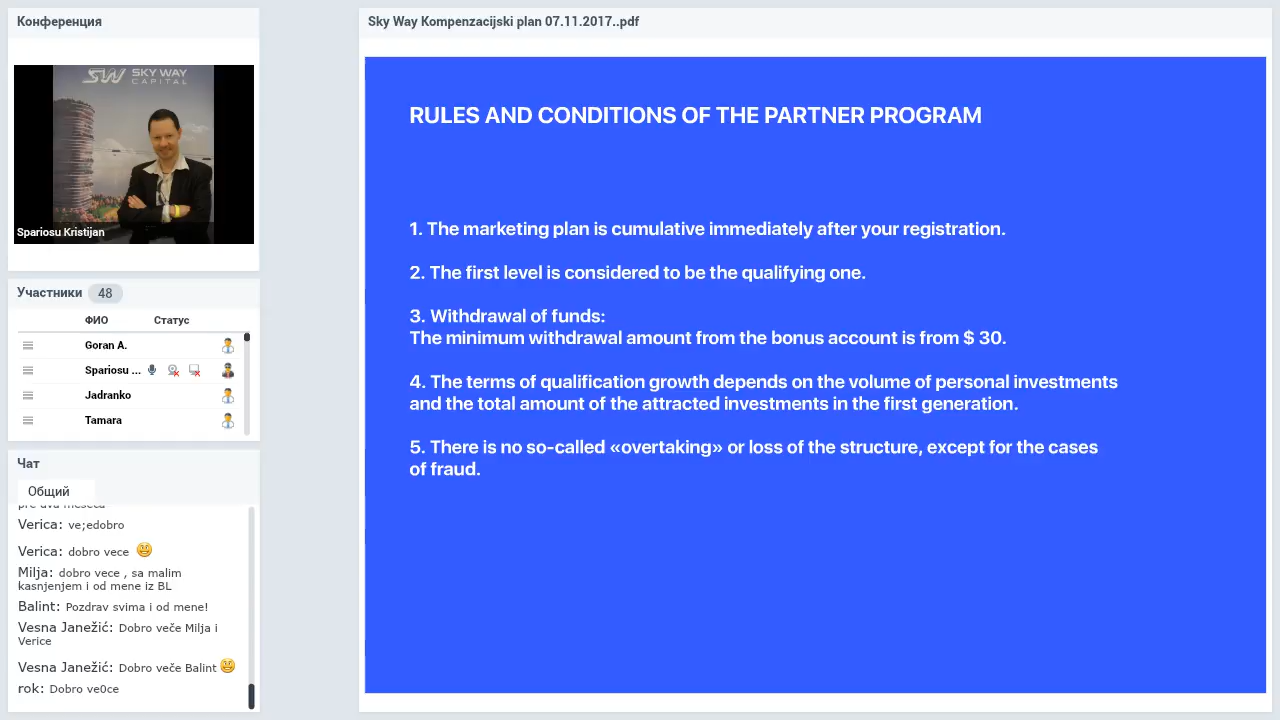 Конференция
SW SKY WAY
CAPITAL
Spariosu Kristijan
Участники 48
ФИО Статус
Goran A.
Spariosu ...
Jadranko
Tamara
Чат
Общий
pre dva meseca
Verica: ve;edobro
Verica: dobro vece
Milja: dobro vece , sa malim
kasnjenjem i od mene iz BL
Balint: Pozdrav svima i od mene!
Vesna Janežić: Dobro veče Milja i
Verice
Vesna Janežić: Dobro veče Balint
rok: Dobro ve0ce
Sky Way Kompenzacijski plan 07.11.2017..pdf
RULES AND CONDITIONS OF THE PARTNER PROGRAM
1. The marketing plan is cumulative immediately after your registration.
2. The first level is considered to be the qualifying one.
3. Withdrawal of funds:
The minimum withdrawal amount from the bonus account is from $ 30.
4. The terms of qualification growth depends on the volume of personal investments
and the total amount of the attracted investments in the first generation.
5. There is no so-called «overtaking» or loss of the structure, except for the cases
of fraud.